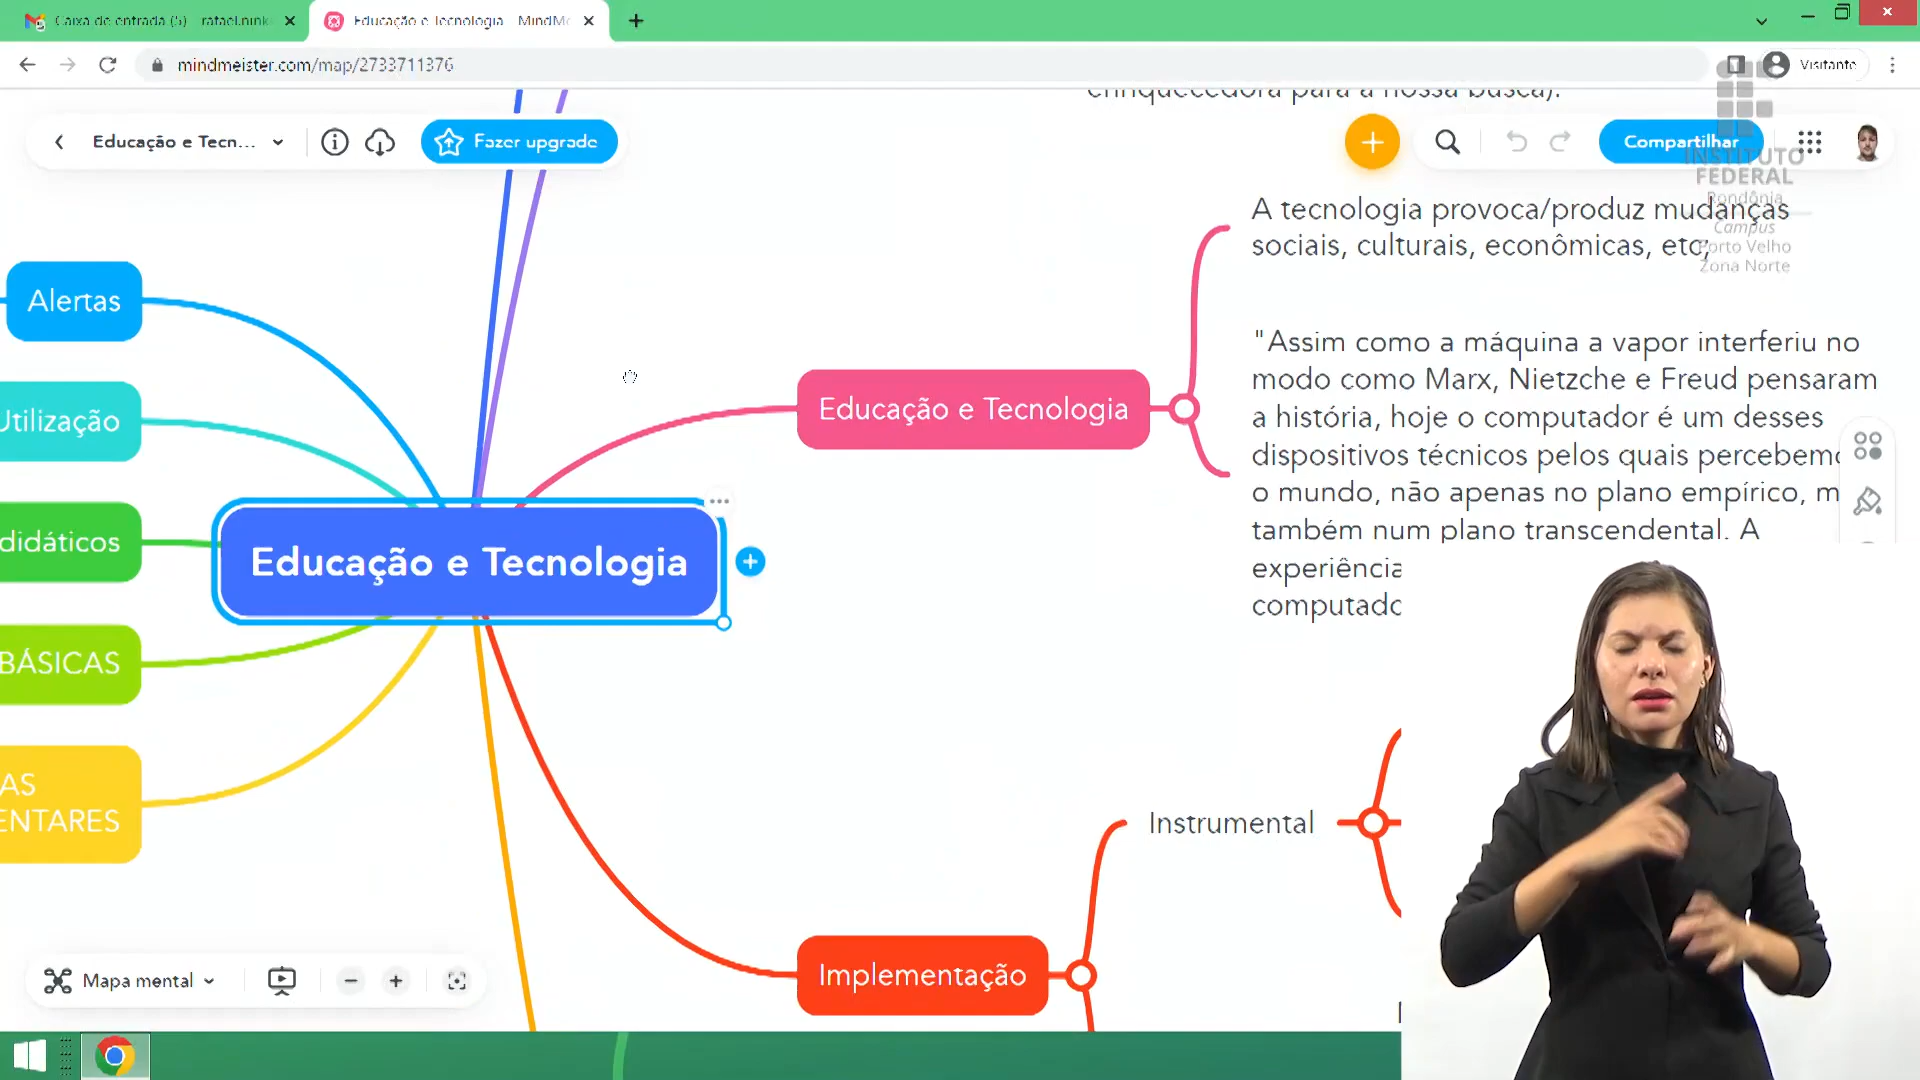 Caixa de entrada (5) - rafael.nink
Educação e Tecnologia - MindMe
mindmeister.com/map/2733711376
Visitante
enriquecedora para a nossa busca).
Educação e Tecn...
Fazer upgrade
Compartilhar
INSTITUTO
FEDERAL
Rondônia
Campus
Porto Velho
Zona Norte
A tecnologia provoca/produz mudanças
sociais, culturais, econômicas, etc;
Alertas
"Assim como a máquina a vapor interferiu no
modo como Marx, Nietzche e Freud pensaram
a história, hoje o computador é um desses
dispositivos técnicos pelos quais percebemo
o mundo, não apenas no plano empírico, m
também num plano transcendental. A
experiência
computado
Educação e Tecnologia
Utilização
didáticos
Educação e Tecnologia
BÁSICAS
AS
ENTARES
Instrumental
Implementação
Mapa mental